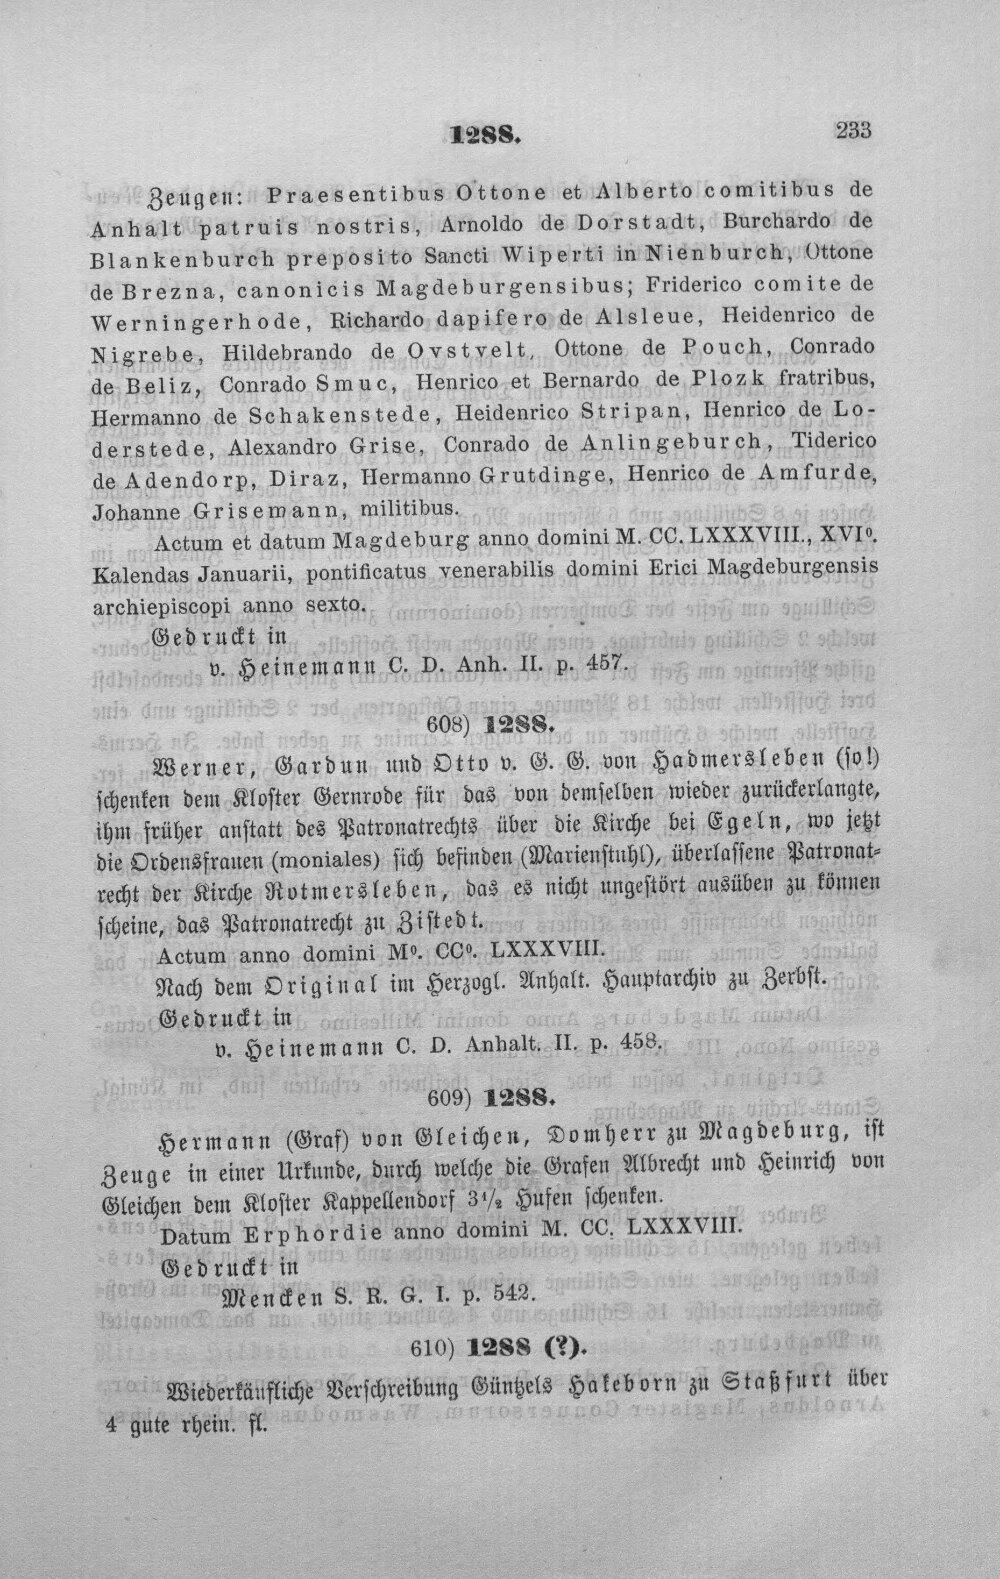 1288.
233
Zeugen: Praesentibus Ottone et Alberto comitibus de
Anhalt patruis nostris, Arnoldo de Dorstadt, Burchardo de
Blankenburch preposito Sancti Wiperti in Nienburch, Ottone
de Brezna, canonicis Magdeburgensibus; Friderico comite de
Werningerhode, Richardo dapifero de Alsleue, Heidenrico de
Nigrebe, Hildebrando de Ovstvelt, Ottone de Pouch, Conrado
de Beliz, Conrado Smuc, Henrico et Bernardo de Plozk fratribus,
Hermanno de Schakenstede, Heidenrico Stripan, Henrico de Lo-
derstede, Alexandro Grise, Conrado de Anlingeburch, Tiderico
de Adendorp, Diraz, Hermanno Grutdinge, Henrico de Amfurde,
Johanne Grisemann, militibus.
Actum et datum Magdeburg anno domini M. CC. LXXXVIII., XVIº.
Kalendas Januarii, pontificatus venerabilis domini Erici Magdeburgensis
archiepiscopi anno sexto.
Gedruckt in
v. Heinemann C. D. Anh. II. p. 457.
608) 1288.
Werner, Gardun und Otto v. G. G. von Hadmersleben (so!)
schenken dem Kloster Gernrode für das von demselben wieder zurückerlangte,
ihm früher anstatt des Patronatrechts über die Kirche bei Egeln, wo jetzt
die Ordensfrauen (moniales) sich befinden (Marienstuhl), überlassene Patronat-
recht der Kirche Rotmersleben, das es nicht ungestört ausüben zu können
scheine, das Patronatrecht zu Zistedt.
Actum anno domini Mº. CCº. LXXXVIII.
Nach dem Original im Herzogl. Anhalt. Hauptarchiv zu Zerbst.
Gedruckt in
v. Heinemann C. D. Anhalt. II. p. 458.
609) 1288.
Hermann (Graf) von Gleichen, Domherr zu Magdeburg, ist
Zeuge in einer Urkunde, durch welche die Grafen Albrecht und Heinrich von
Gleichen dem Kloster Kappellendorf 3½ Hufen schenken.
Datum Erphordie anno domini M. CC. LXXXVIII.
Gedruckt in
Mencken S. R. G. I. p. 542.
610) 1288 (?).
Wiederkäufliche Verschreibung Güntzels Hakeborn zu Staßfurt über
4 gute rhein. fl.